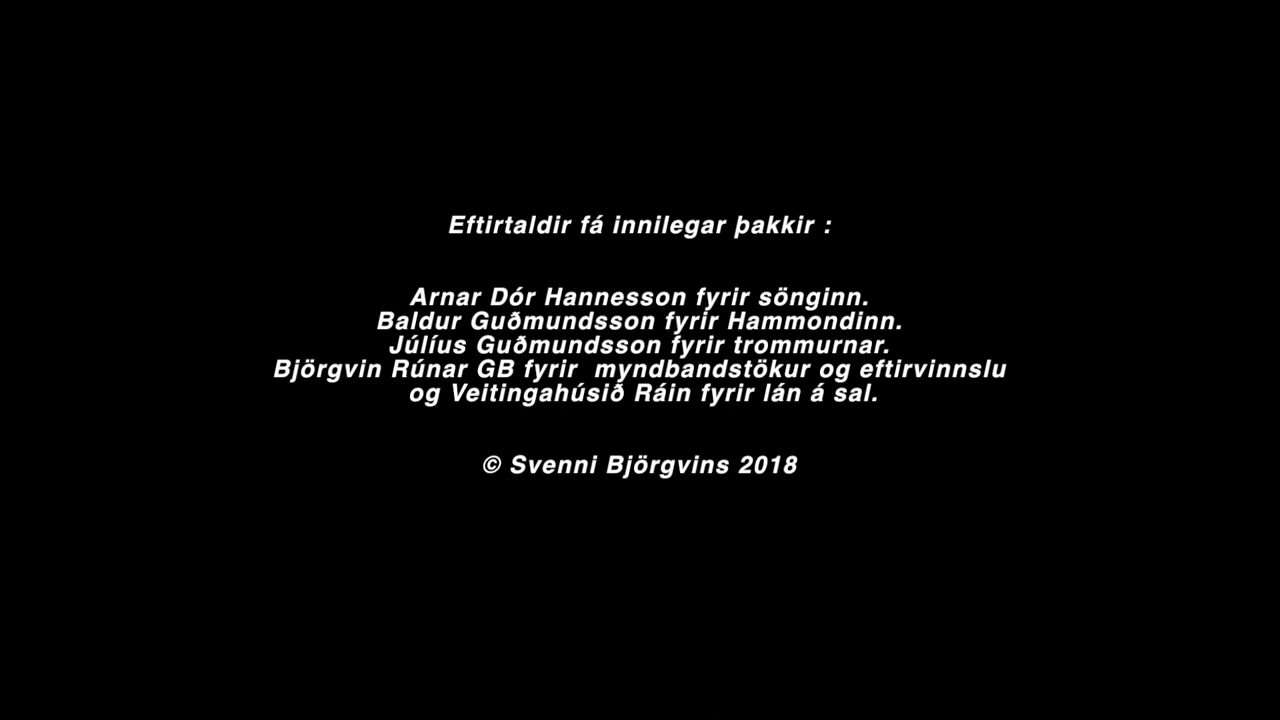 Eftirtaldir fá innilegar þakkir :
Arnar Dór Hannesson fyrir sönginn.
Baldur Guðmundsson fyrir Hammondinn.
Júlíus Guðmundsson fyrir trommurnar.
Björgvin Rúnar GB fyrir  myndbandstökur og eftirvinnslu
og Veitingahúsið Ráin fyrir lán á sal.
© Svenni Björgvins 2018